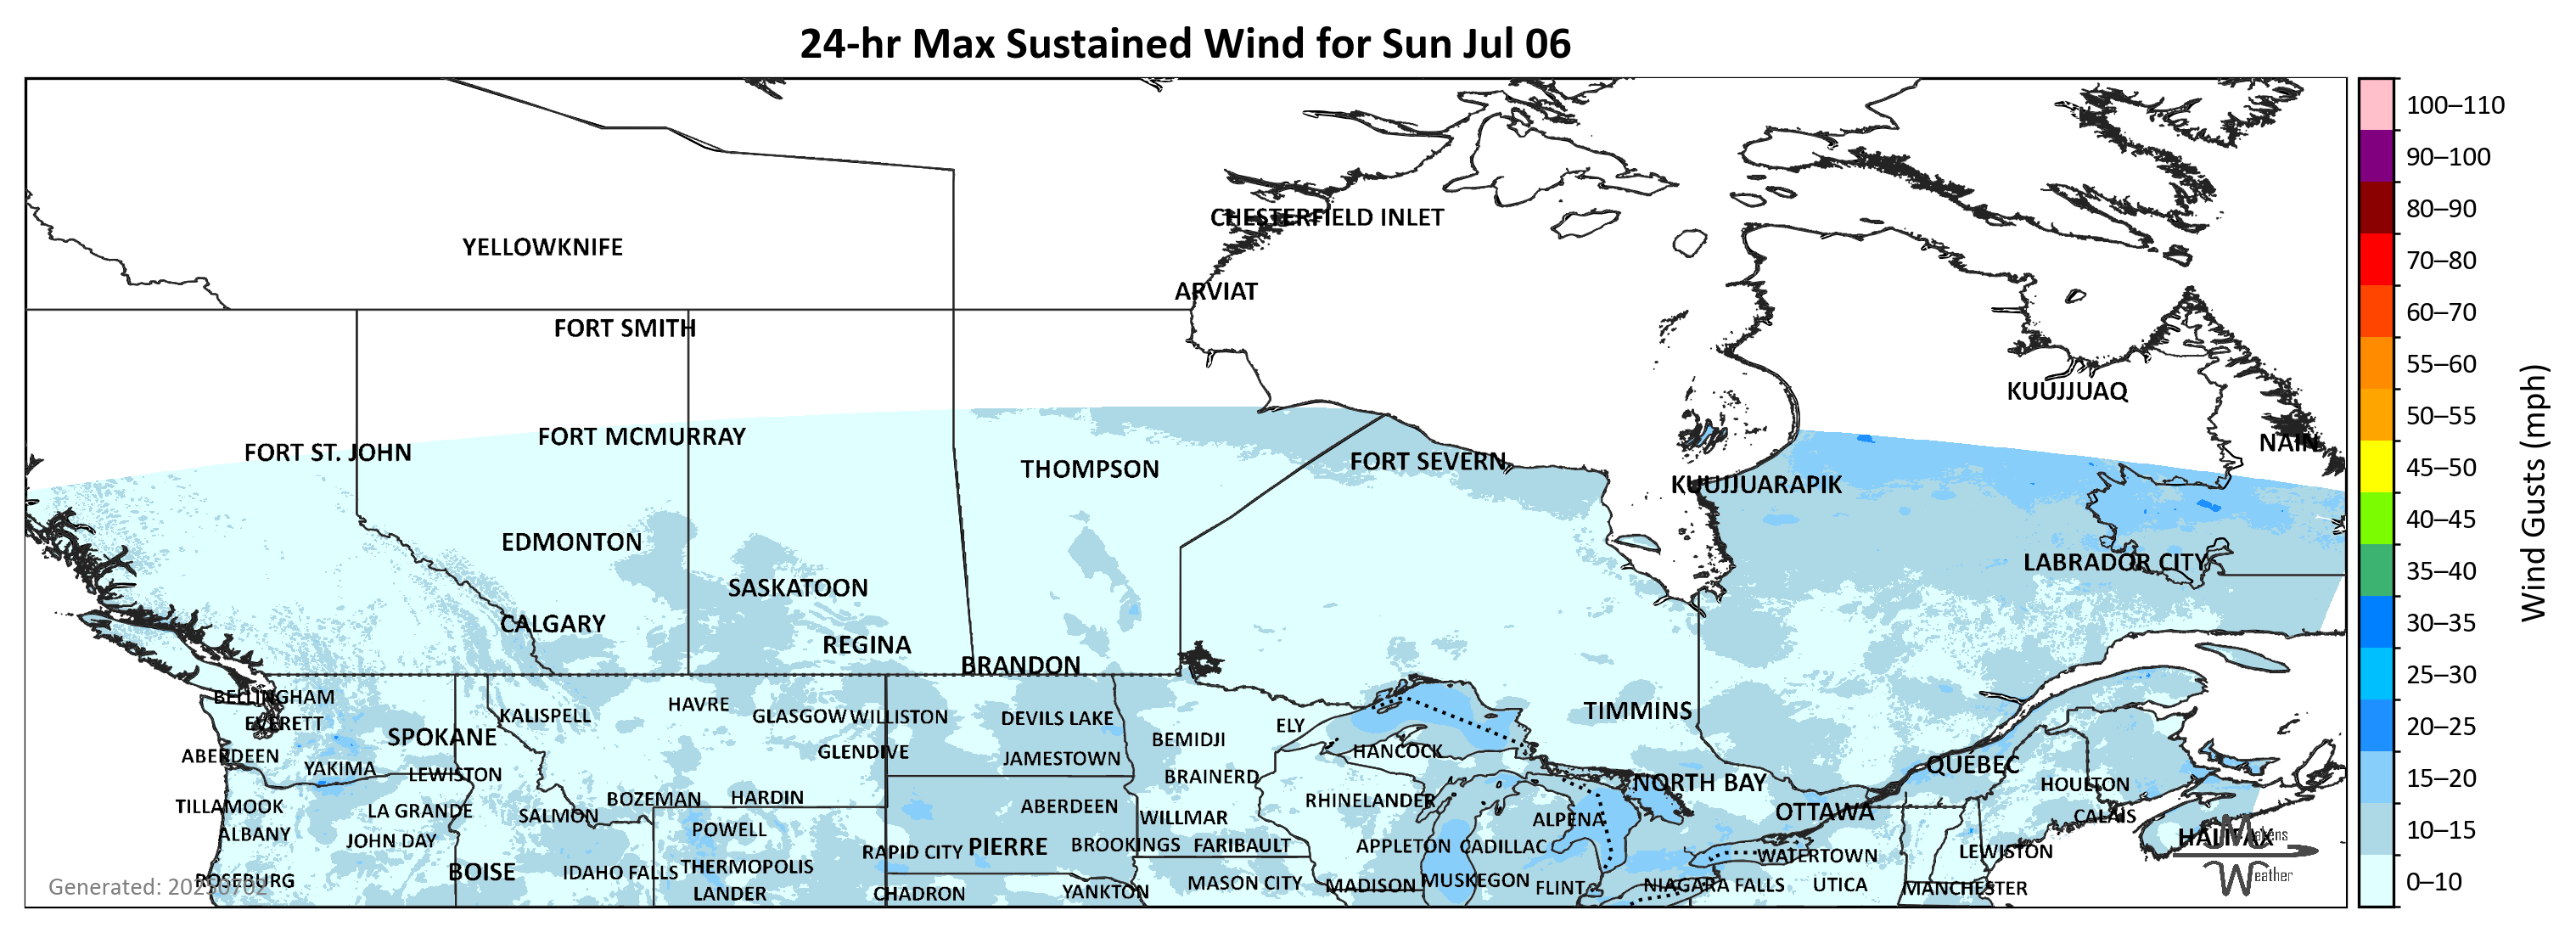 24-hr Max Sustained Wind for Sun Jul 06
100–110
90–100
80–90
70–80
60–70
55–60
50–55
45–50
40–45
35–40
30–35
25–30
20–25
15–20
10–15
0–10
Wind Gusts (mph)
CHESTERFIELD INLET
YELLOWKNIFE
ARVIAT
FORT SMITH
KUUJJUAQ
FORT MCMURRAY
NAIN
FORT ST. JOHN
FORT SEVERN
THOMPSON
KUUJJUARAPIK
EDMONTON
LABRADOR CITY
SASKATOON
CALGARY
REGINA
BRANDON
BELLINGHAM
HAVRE
TIMMINS
KALISPELL
GLASGOW
WILLISTON
DEVILS LAKE
EVERETT
ELY
SPOKANE
BEMIDJI
GLENDIVE
HANCOCK
ABERDEEN
JAMESTOWN
QUEBEC
YAKIMA
LEWISTON
BRAINERD
NORTH BAY
HOULTON
BOZEMAN
HARDIN
RHINELANDER
TILLAMOOK
LA GRANDE
ABERDEEN
OTTAWA
SALMON
WILLMAR
ALPENA
CALAIS
ALBANY
POWELL
HALIFAX
JOHN DAY
RAPID CITY
PIERRE
BROOKINGS
FARIBAULT
APPLETON
CADILLAC
WATERTOWN
LEWISTON
BOISE
IDAHO FALLS
THERMOPOLIS
ROSEBURG
MASON CITY
MADISON
MUSKEGON
FLINT
NIAGARA FALLS
UTICA
MANCHESTER
LANDER
CHADRON
YANKTON
Generated: 20250702
Makens
Weather